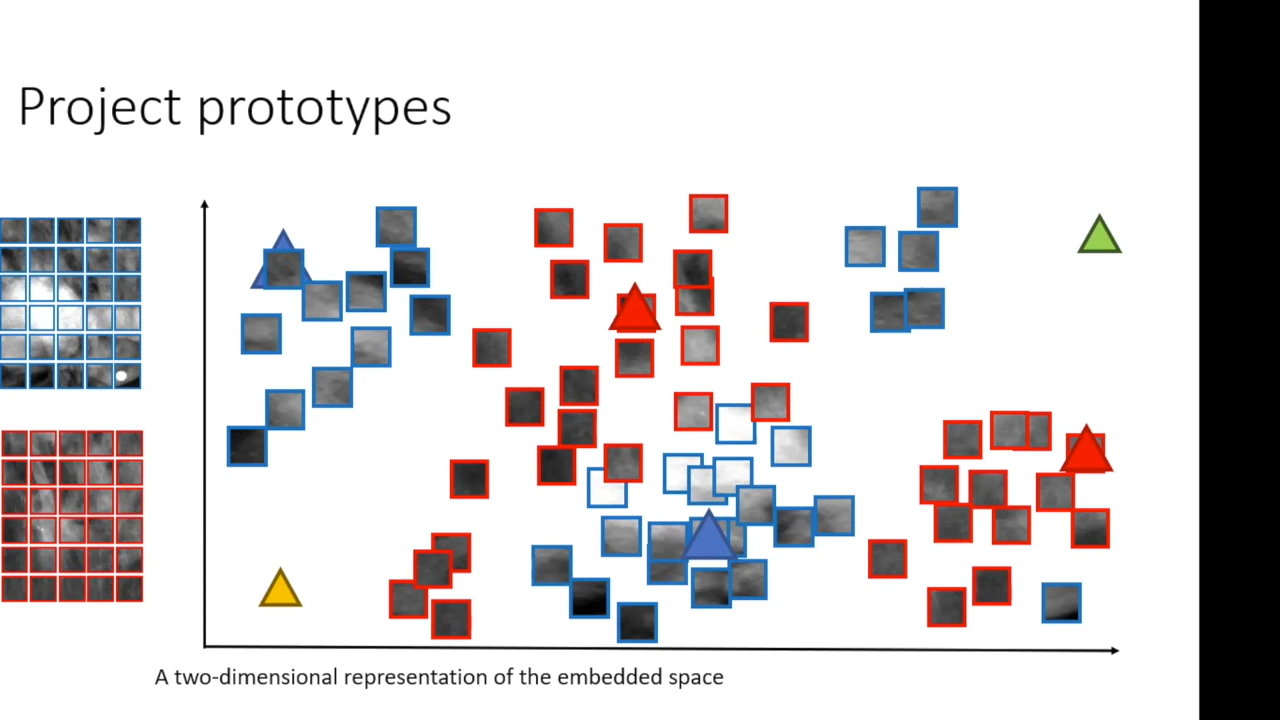 Project prototypes
A two-dimensional representation of the embedded space